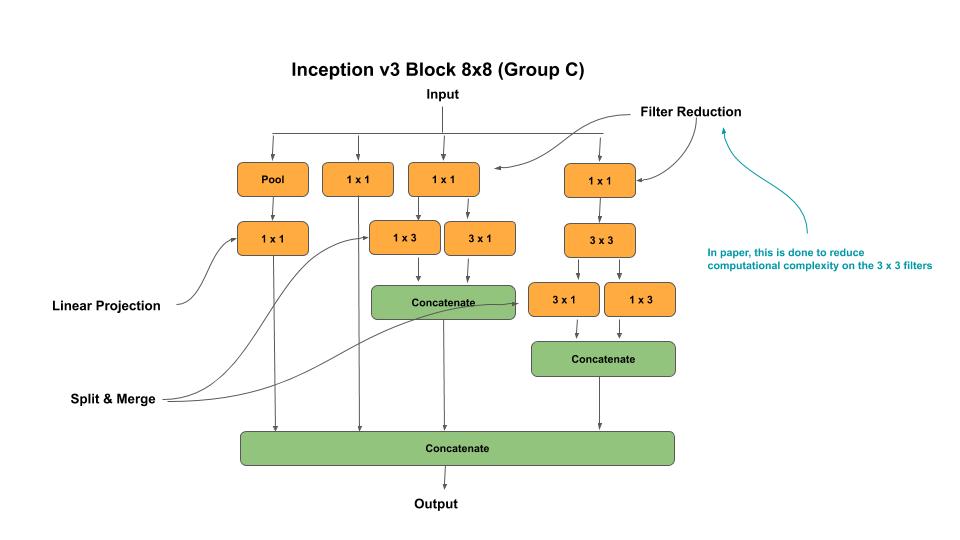 Inception v3 Block 8x8 (Group C)
Input
Filter Reduction
Pool
1 x 1
1 x 1
1 x 1
1 x 1
1 x 3
3 x 1
3 x 3
In paper, this is done to reduce
computational complexity on the 3 x 3 filters
Linear Projection
Concatenate
3 x 1
1 x 3
Concatenate
Split & Merge
Concatenate
Output